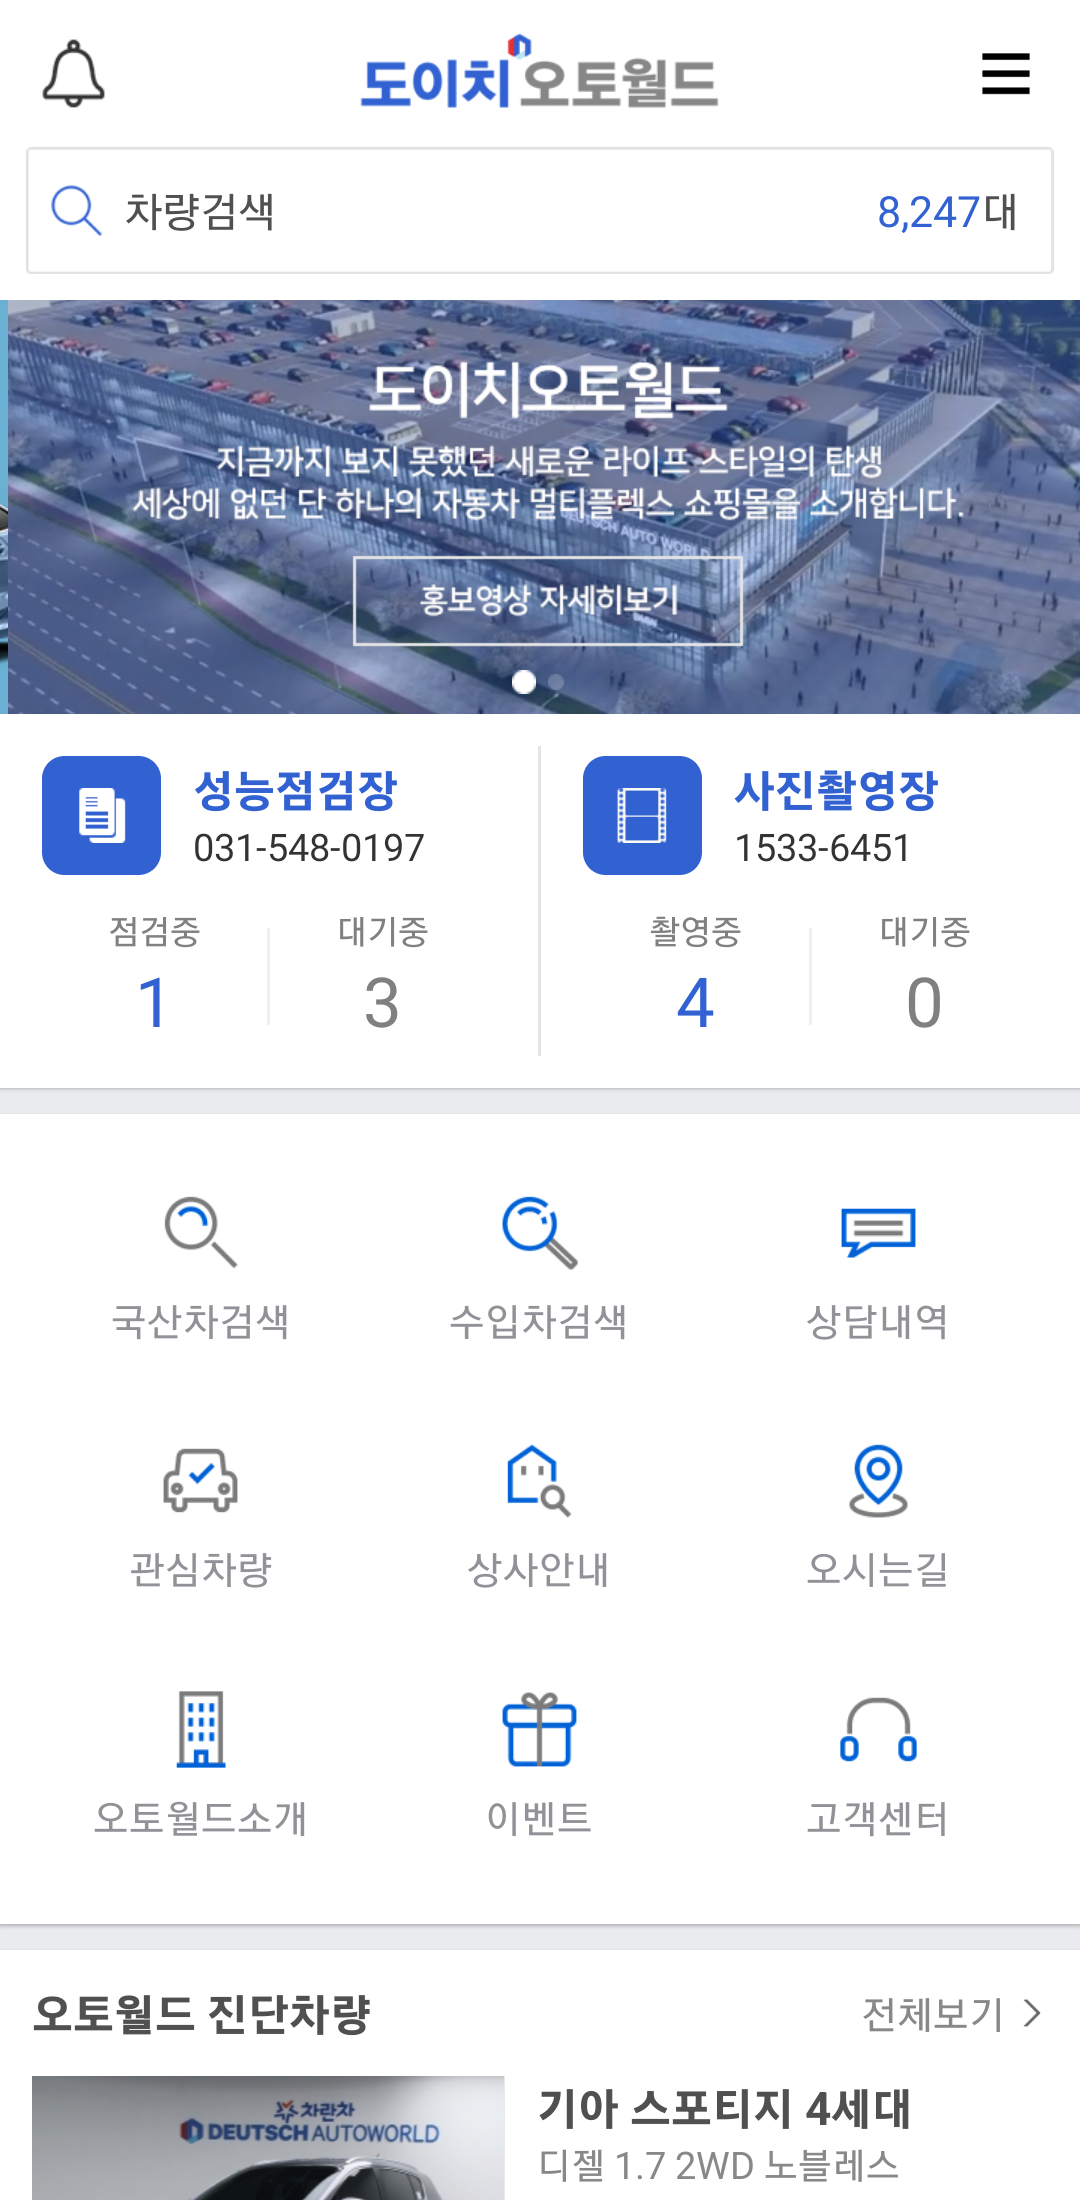 도이치오토월드
차량검색 8,247대
도이치오토월드
지금까지 보지 못했던 새로운 라이프 스타일의 탄생
세상에 없던 단 하나의 자동차 멀티플렉스 쇼핑몰을 소개합니다.
DEUTSCH AUTO WORLD
홍보영상 자세히보기
성능점검장
031-548-0197
점검중 대기중
1 3
사진촬영장
1533-6451
촬영중 대기중
4 0
국산차검색 수입차검색 상담내역
관심차량 상사안내 오시는길
오토월드소개 이벤트 고객센터
오토월드 진단차량 전체보기
차란차
DEUTSCH AUTOWORLD
기아 스포티지 4세대
디젤 1.7 2WD 노블레스